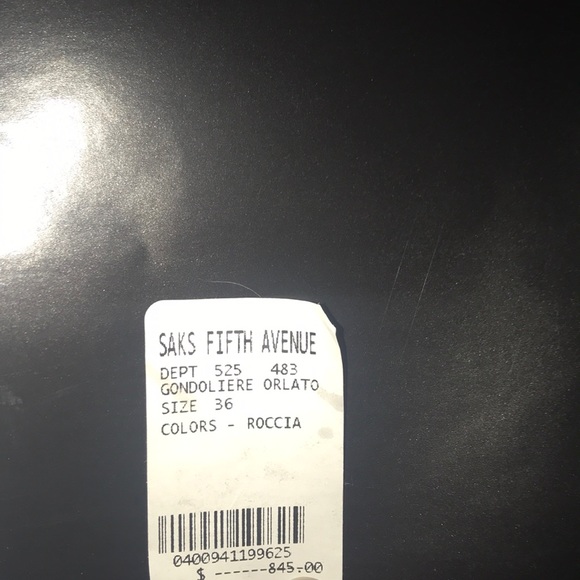 SAKS FIFTH AVENUE
DEPT 525 483
GONDOLIERE ORLATO
SIZE 36
COLORS - ROCCIA
0400941199625
$ ------845.00